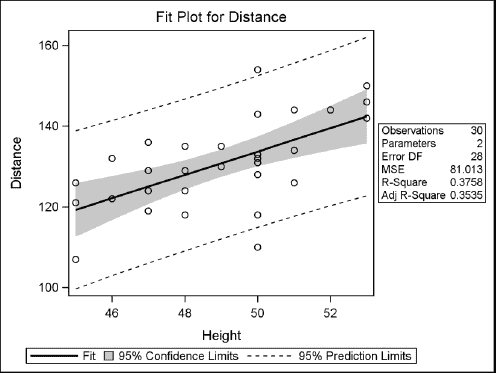 Fit Plot for Distance
160
140
120
100
Distance
46
48
50
52
Height
Observations 30
Parameters 2
Error DF 28
MSE 81.013
R-Square 0.3758
Adj R-Square 0.3535
Fit 95% Confidence Limits 95% Prediction Limits